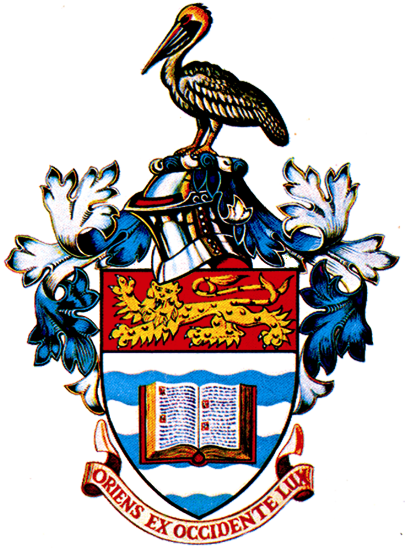 ORIENS EX OCCIDENTE LUX